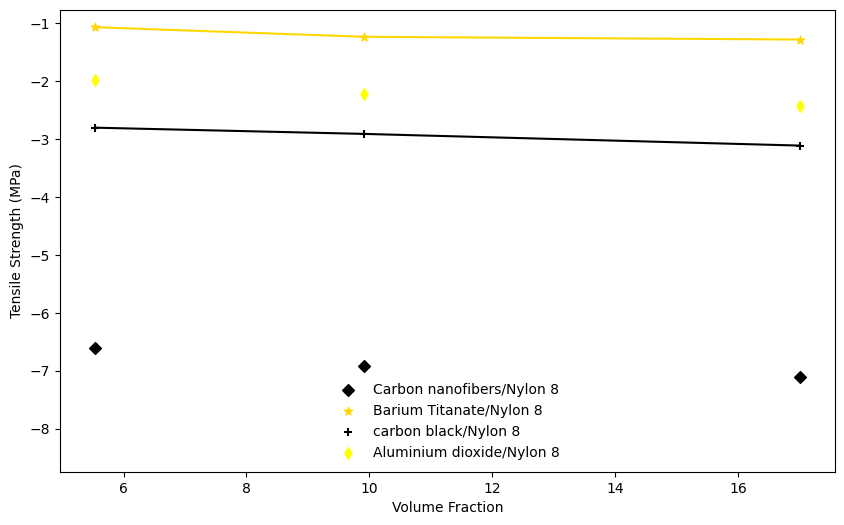 −1
−2
−3
−4
−5
−6
−7
−8
Tensile Strength (MPa)
Carbon nanofibers/Nylon 8
Barium Titanate/Nylon 8
carbon black/Nylon 8
Aluminium dioxide/Nylon 8
6 8 10 12 14 16
Volume Fraction